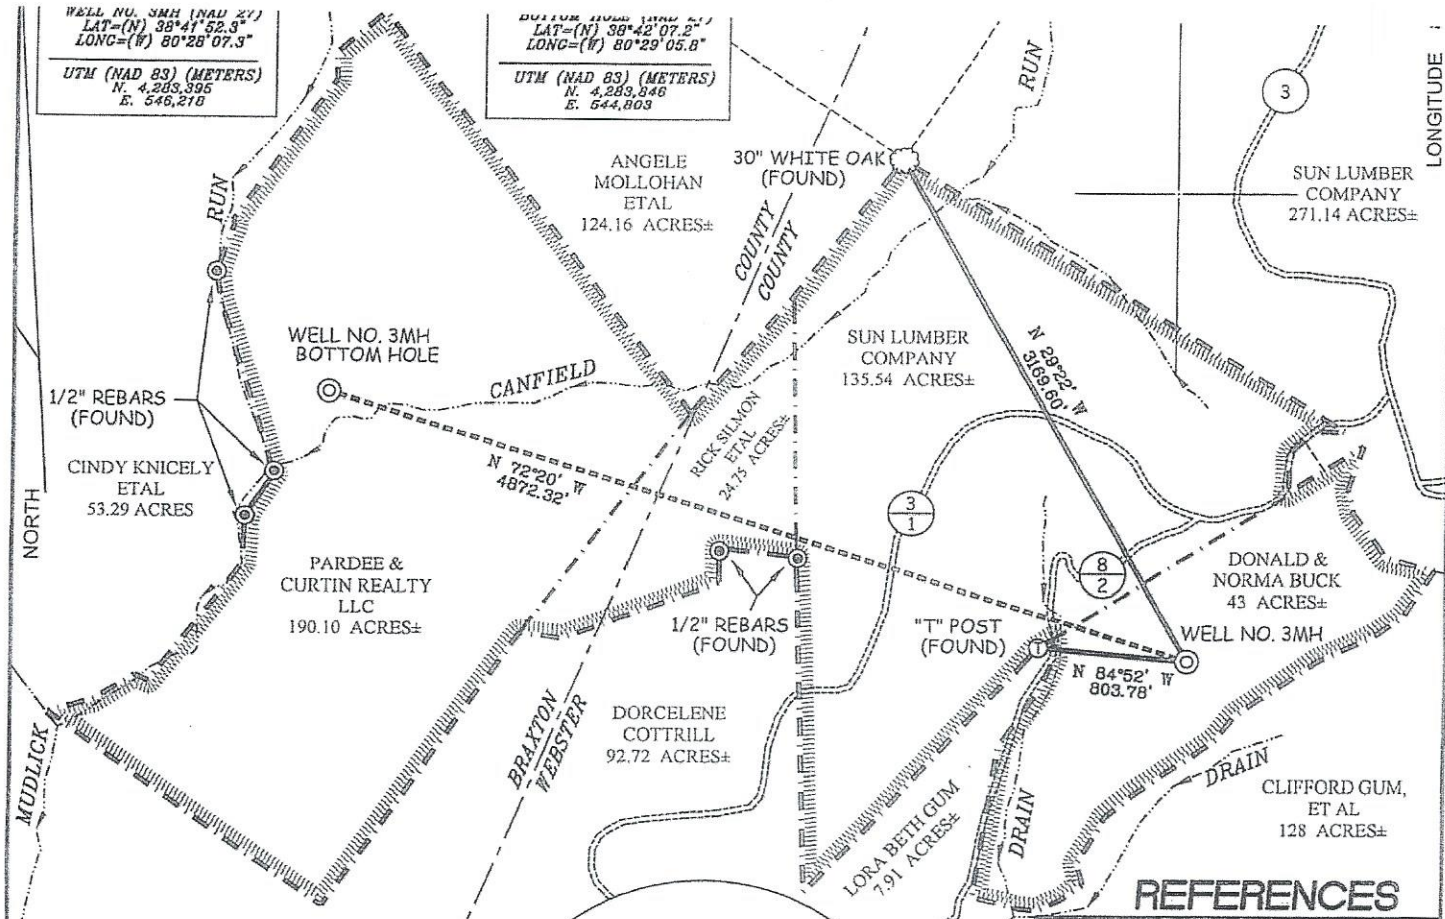 WELL NO. 3MH (NAD 27)
LAT=(N) 38°41'52.3"
LONG=(W) 80°28'07.3"
UTM (NAD 83) (METERS)
N. 4,283,395
E. 546,218
BOTTOM HOLE (NAD 27)
LAT=(N) 38°42'07.2"
LONG=(W) 80°29'05.8"
UTM (NAD 83) (METERS)
N. 4,283,846
E. 544,803
RUN
3
LONGITUDE
ANGELE
MOLLOHAN
ETAL
124.16 ACRES±
30" WHITE OAK
(FOUND)
SUN LUMBER
COMPANY
271.14 ACRES±
RUN
COUNTY
COUNTY
WELL NO. 3MH
BOTTOM HOLE
SUN LUMBER
COMPANY
135.54 ACRES±
N 29°22' W
3169.60'
CANFIELD
1/2" REBARS
(FOUND)
RICK SILMON
ETAL
24.75 ACRES±
CINDY KNICELY
ETAL
53.29 ACRES
N 72°20' W
4872.32'
NORTH
3
1
8
2
PARDEE &
CURTIN REALTY
LLC
190.10 ACRES±
DONALD &
NORMA BUCK
43 ACRES±
1/2" REBARS
(FOUND)
"T" POST
(FOUND)
T
WELL NO. 3MH
N 84°52' W
803.78'
BRAXTON
WEBSTER
DORCELENE
COTTRILL
92.72 ACRES±
MUDLICK
LORA BETH GUM
7.91 ACRES±
DRAIN
DRAIN
CLIFFORD GUM,
ET AL
128 ACRES±
REFERENCES